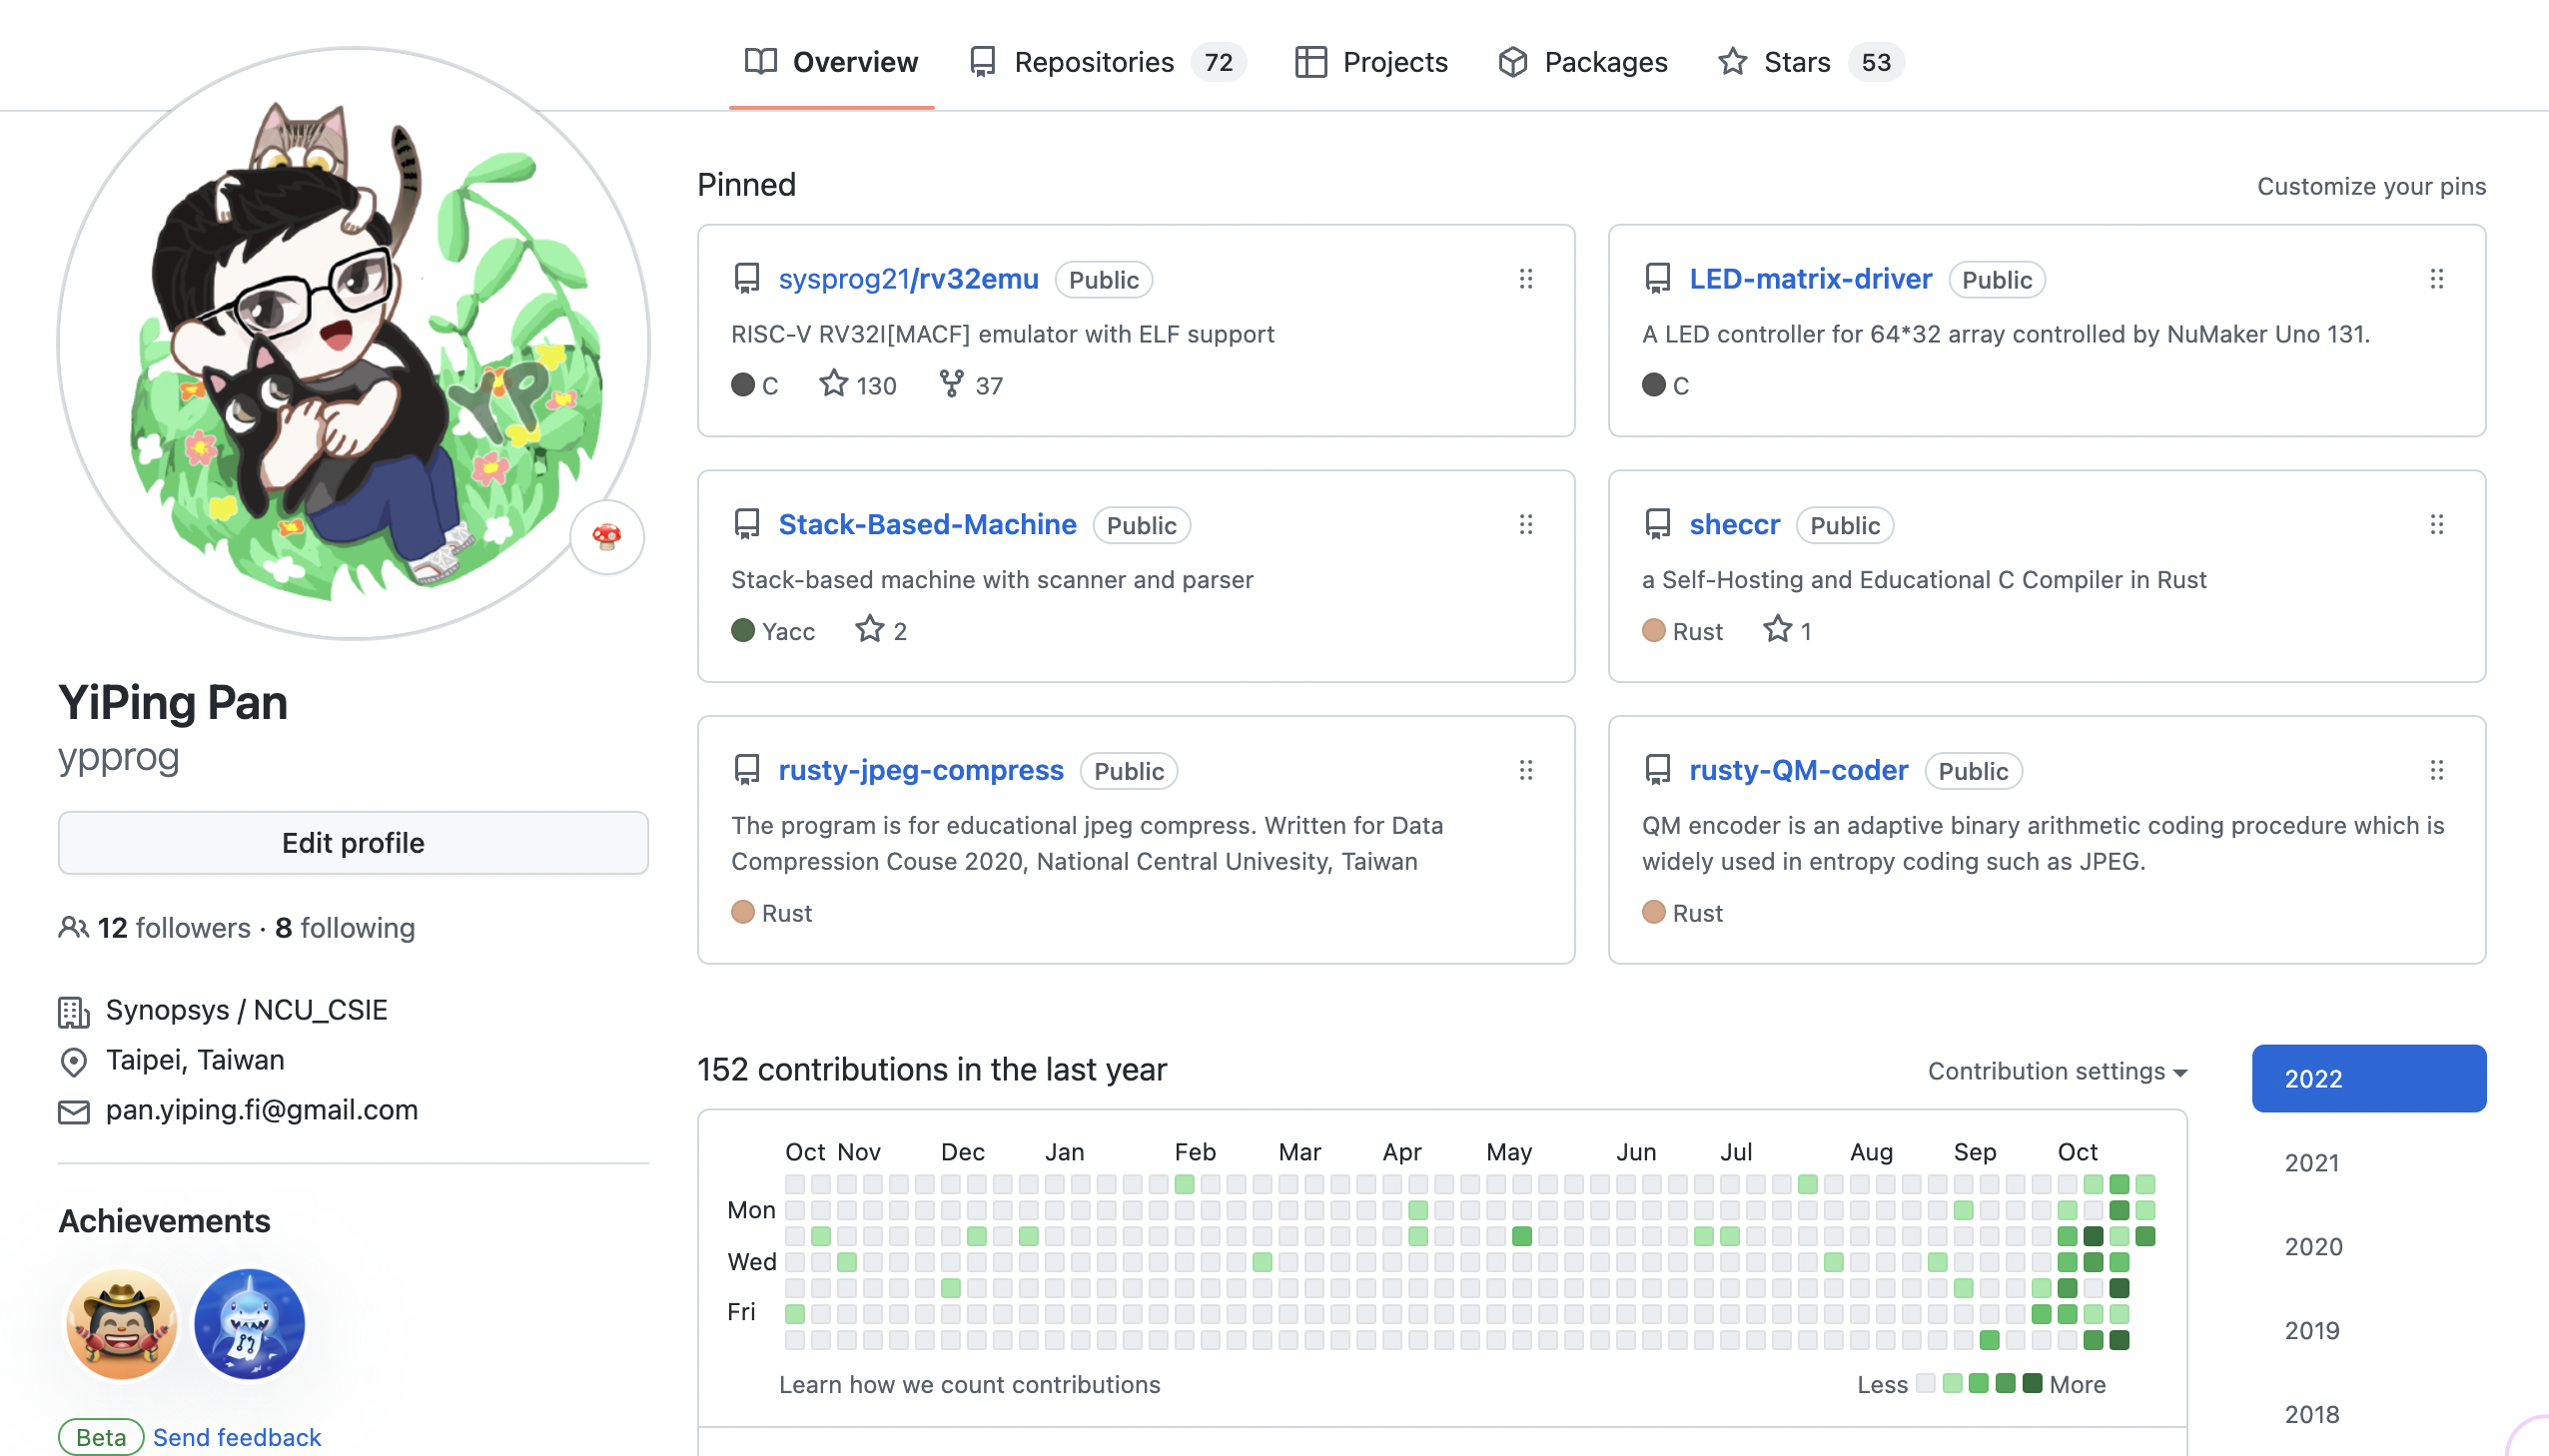 Overview
Repositories 72
Projects
Packages
Stars 53
YP
YiPing Pan
ypprog
Edit profile
12 followers · 8 following
Synopsys / NCU_CSIE
Taipei, Taiwan
pan.yiping.fi@gmail.com
Achievements
Beta Send feedback
Pinned
Customize your pins
sysprog21/rv32emu Public
RISC-V RV32I[MACF] emulator with ELF support
C 130 37
LED-matrix-driver Public
A LED controller for 64*32 array controlled by NuMaker Uno 131.
C
Stack-Based-Machine Public
Stack-based machine with scanner and parser
Yacc 2
sheccr Public
a Self-Hosting and Educational C Compiler in Rust
Rust 1
rusty-jpeg-compress Public
The program is for educational jpeg compress. Written for Data
Compression Couse 2020, National Central Univesity, Taiwan
Rust
rusty-QM-coder Public
QM encoder is an adaptive binary arithmetic coding procedure which is
widely used in entropy coding such as JPEG.
Rust
152 contributions in the last year
Contribution settings
Oct Nov Dec Jan Feb Mar Apr May Jun Jul Aug Sep Oct
Mon
Wed
Fri
Learn how we count contributions
Less More
2022
2021
2020
2019
2018